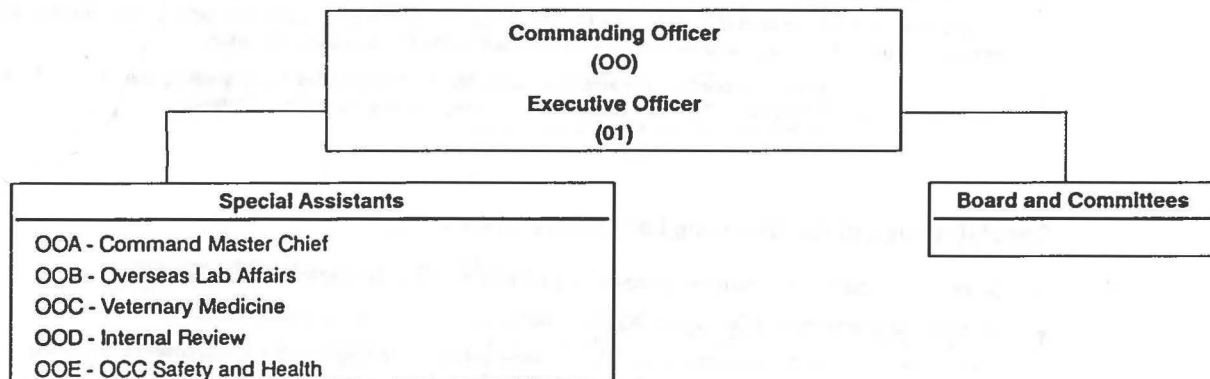 Commanding Officer
(OO)
Executive Officer
(01)
Special Assistants
OOA - Command Master Chief
OOB - Overseas Lab Affairs
OOC - Veternary Medicine
OOD - Internal Review
OOE - OCC Safety and Health
Board and Committees